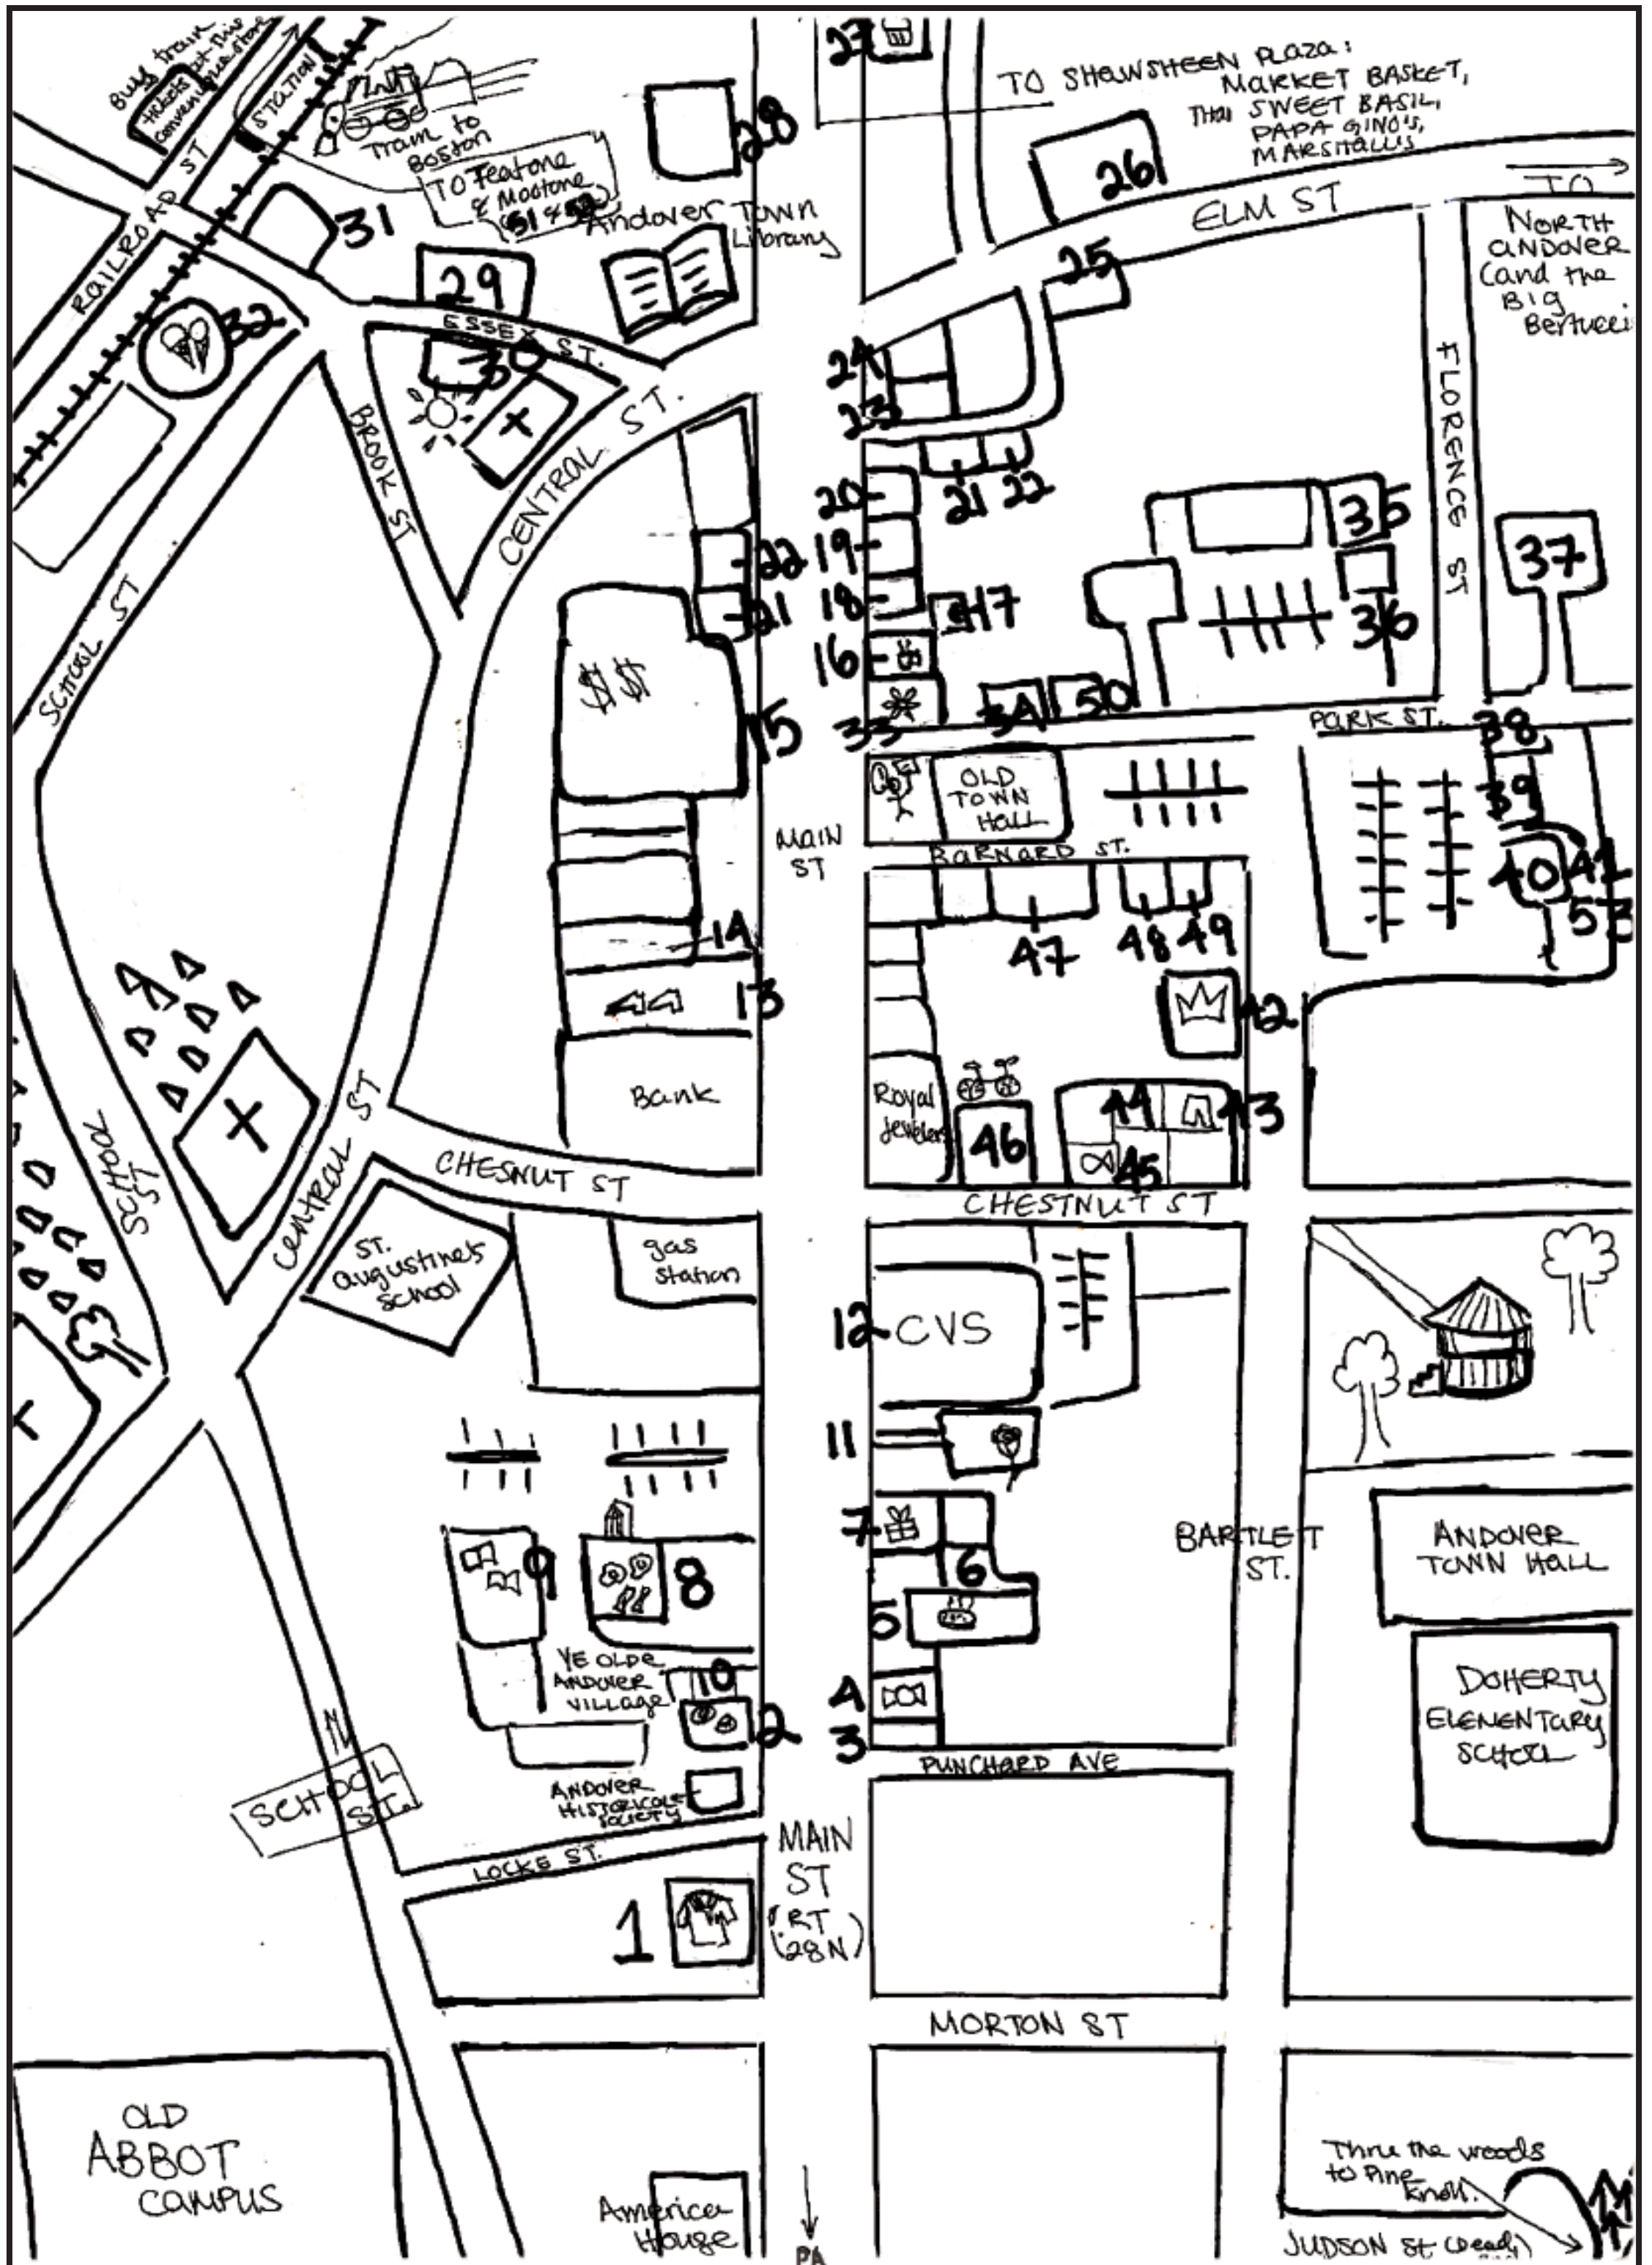 Buy train
tickets at this
convenience store
STATION
Train to
Boston
TO Featone
& Mootone
(51 & 52)
RAILROAD ST
31
28
27
TO SHAWSHEEN PLAZA:
MARKET BASKET,
THAI SWEET BASIL,
PAPA GINO'S,
MARSHALLS
26
ELM ST
TO
NORTH
ANDOVER
(and the
Big
Bertucci
Andover Town
Library
29
ESSEX ST.
30
32
25
24
23
FLORENCE ST
BROOK ST
CENTRAL ST.
20
21
22
22
19
21
18
17
16
35
36
37
SCHOOL ST
$$
15
33
34
50
PARK ST.
38
39
40
41
53
OLD
TOWN
HALL
MAIN
ST
BARNARD ST.
14
13
47
48
49
42
Bank
Royal
Jewelers
46
44
43
45
SCHOOL ST
CENTRAL ST
CHESNUT ST
CHESTNUT ST
ST.
Augustine's
School
gas
station
12
CVS
11
7
6
5
BARTLETT
ST.
ANDOVER
TOWN HALL
9
8
YE OLDE
ANDOVER
VILLAGE
10
2
4
3
PUNCHARD AVE
DOHERTY
ELEMENTARY
SCHOOL
SCHOOL
ST.
ANDOVER
HISTORICAL
SOCIETY
LOCKE ST.
1
MAIN
ST
(RT
28N)
MORTON ST
OLD
ABBOT
CAMPUS
America
House
PA
Thru the woods
to Pine
Knoll.
JUDSON St (Dead)